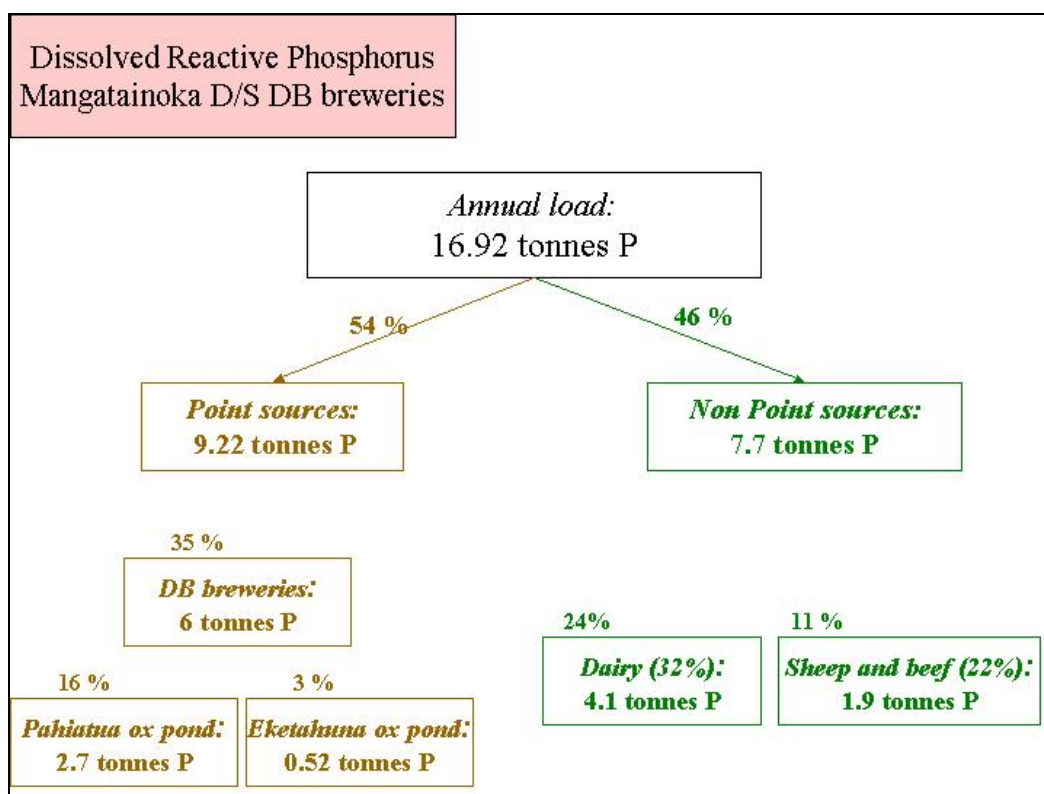 Dissolved Reactive Phosphorus
Mangatainoka D/S DB breweries
Annual load:
16.92 tonnes P
54 %
46 %
Point sources:
9.22 tonnes P
Non Point sources:
7.7 tonnes P
35 %
DB breweries:
6 tonnes P
24%
11 %
Dairy (32%):
4.1 tonnes P
Sheep and beef (22%):
1.9 tonnes P
16 %
3 %
Pahiatua ox pond:
2.7 tonnes P
Eketahuna ox pond:
0.52 tonnes P